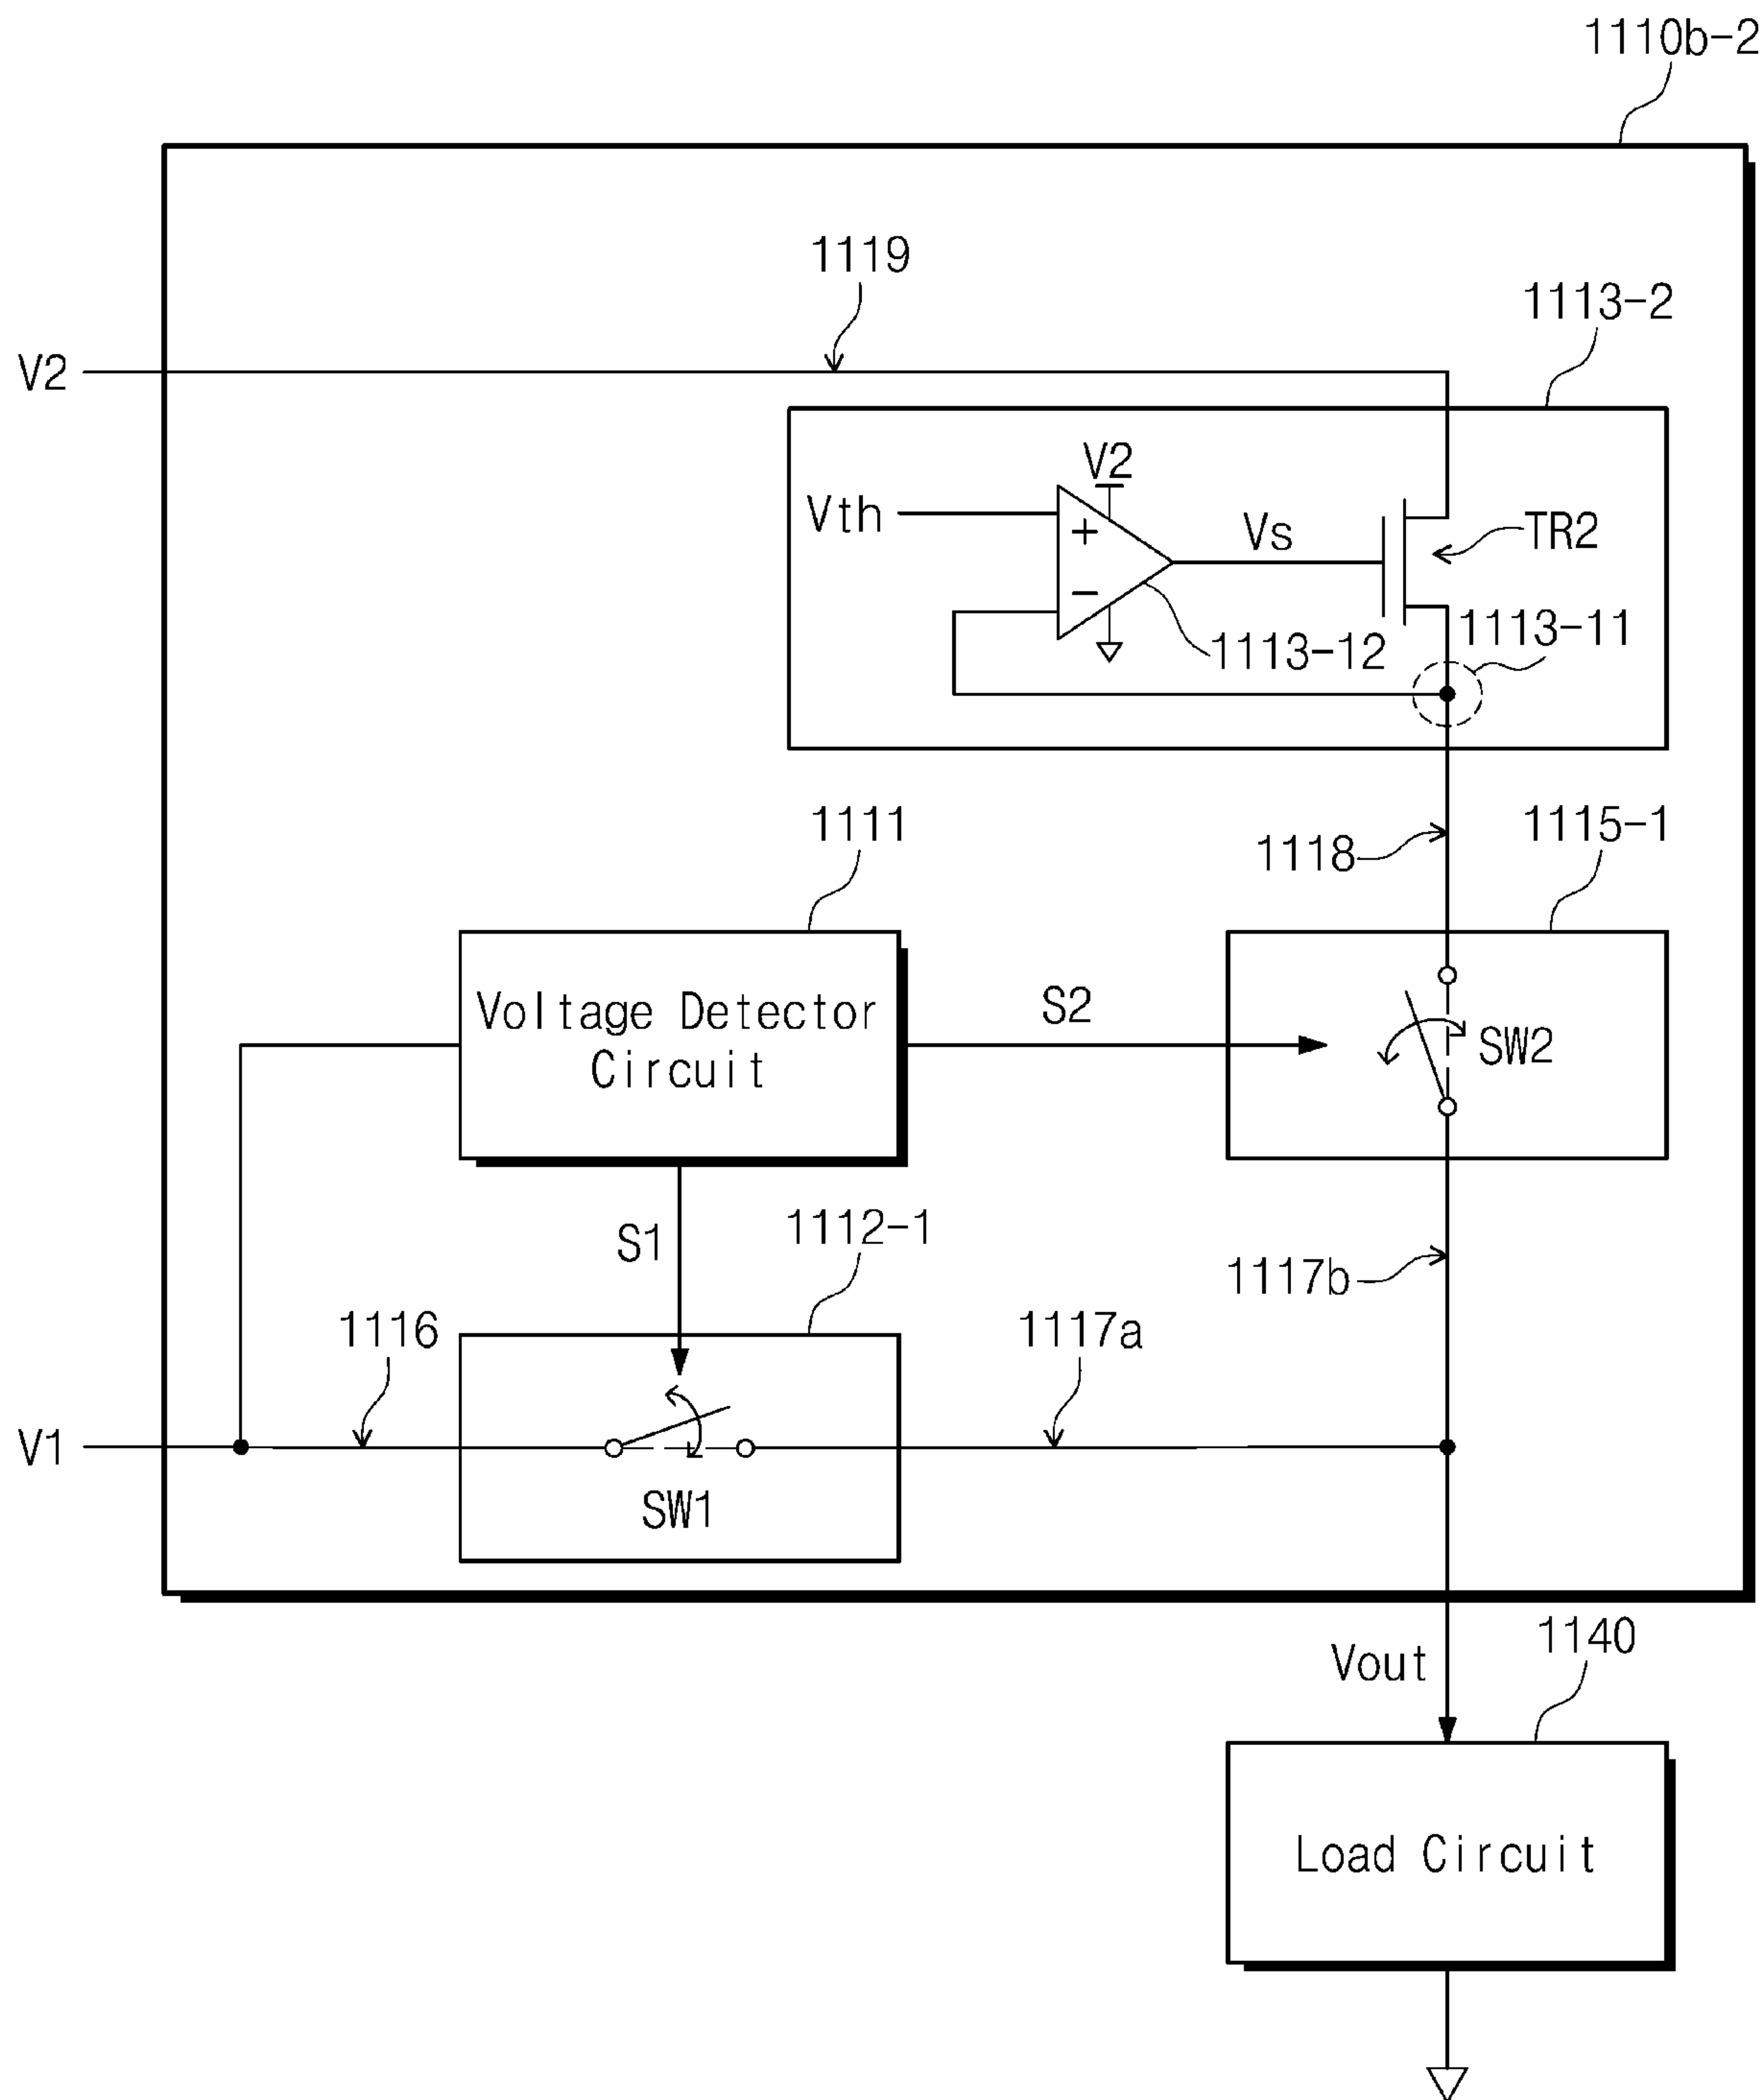 1110b-2
1119
1113-2
V2
V2
Vth
+
Vs
TR2
−
1113-12
1113-11
1111
1118
1115-1
Voltage Detector
Circuit
S2
SW2
S1
1112-1
1117b
1116
1117a
V1
SW1
Vout
1140
Load Circuit